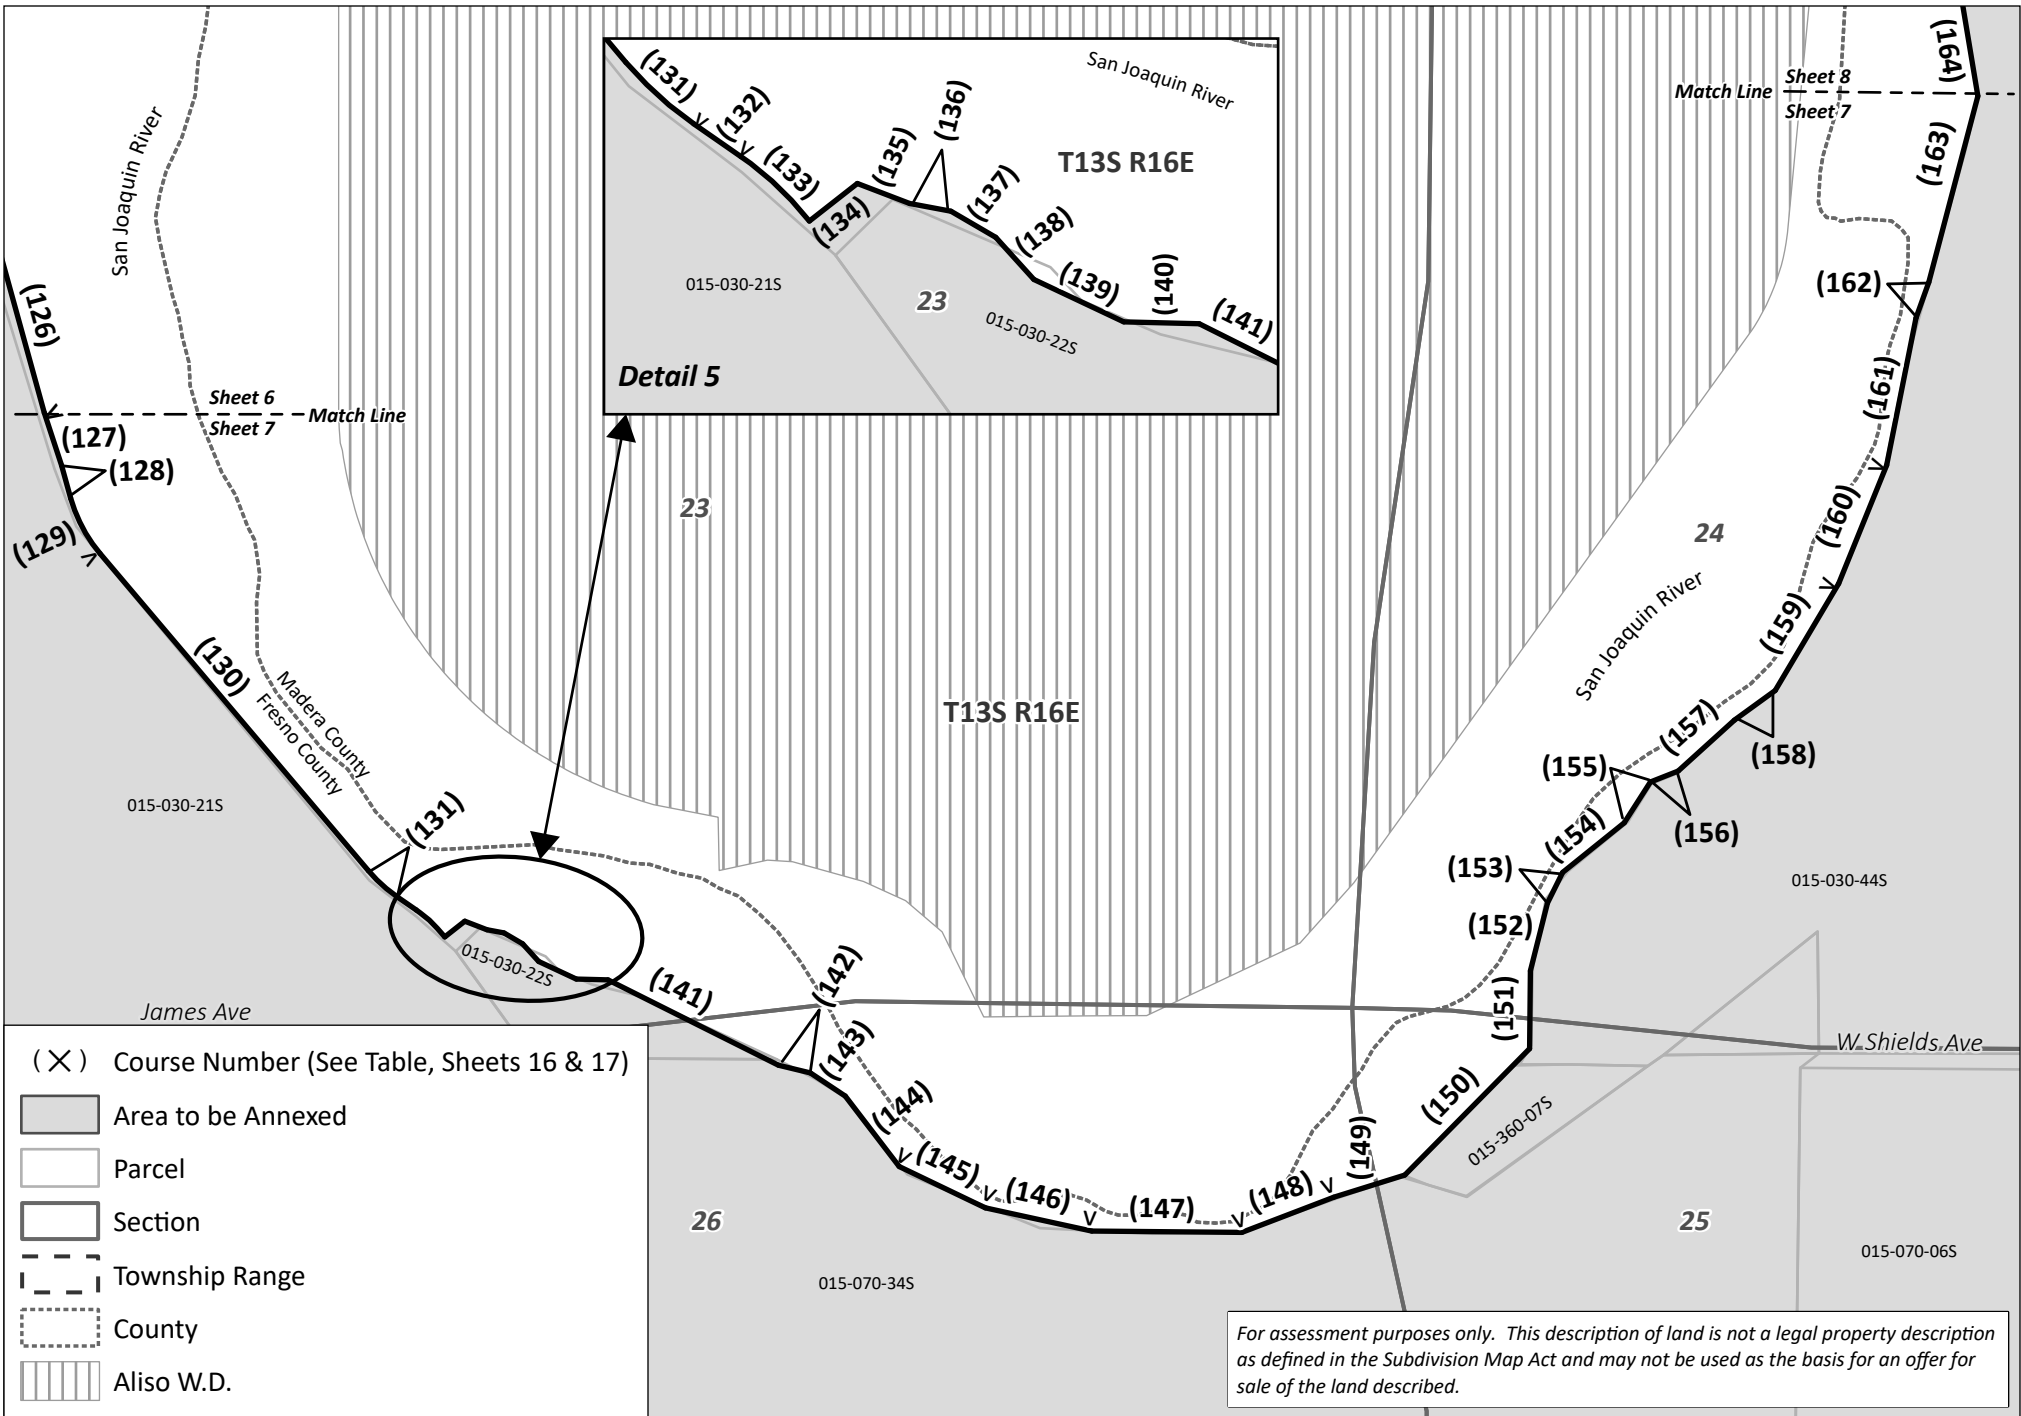 San Joaquin River
(131)
(132)
(133)
(134)
(135)
(136)
(137)
(138)
(139)
(140)
(141)
San Joaquin River
T13S R16E
015-030-21S
23
015-030-22S
Detail 5
(164)
Sheet 8
Match Line
Sheet 7
(163)
(162)
(161)
(160)
(159)
(158)
(157)
(156)
(155)
(154)
(153)
(152)
(151)
(150)
(149)
(148)
(147)
(146)
(145)
(144)
(143)
(142)
(141)
(131)
(130)
(129)
(128)
(127)
(126)
Sheet 6
Match Line
Sheet 7
23
24
San Joaquin River
T13S R16E
Madera County
Fresno County
015-030-21S
015-030-22S
015-030-44S
James Ave
W Shields Ave
015-360-07S
26
25
015-070-06S
015-070-34S
(X) Course Number (See Table, Sheets 16 & 17)
Area to be Annexed
Parcel
Section
Township Range
County
Aliso W.D.
For assessment purposes only. This description of land is not a legal property description
as defined in the Subdivision Map Act and may not be used as the basis for an offer for
sale of the land described.